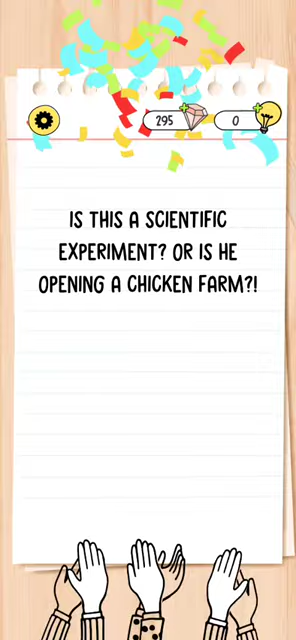 295 0
IS THIS A SCIENTIFIC
EXPERIMENT? OR IS HE
OPENING A CHICKEN FARM?!